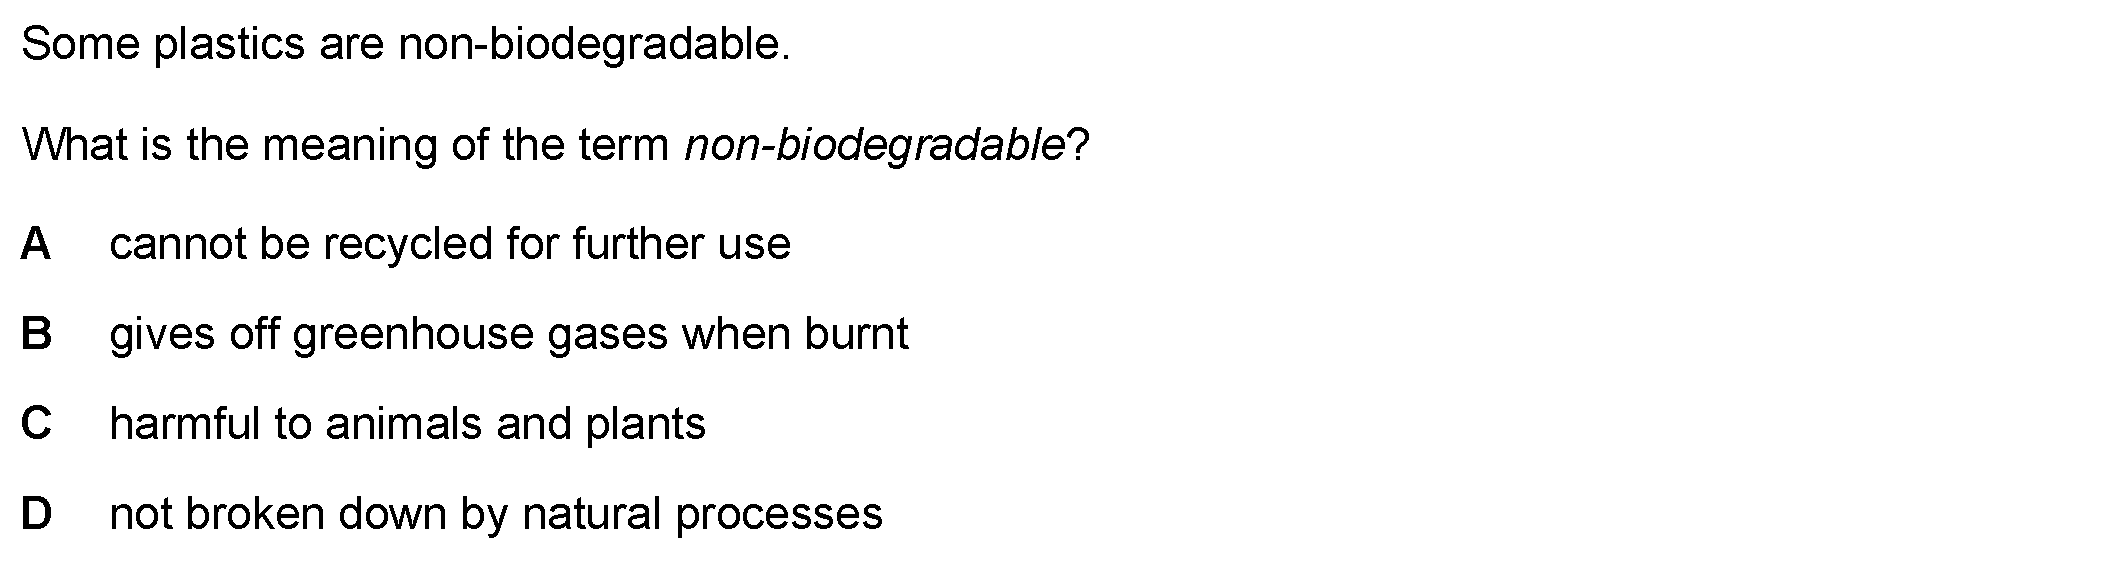 Some plastics are non-biodegradable.
What is the meaning of the term non-biodegradable?
A cannot be recycled for further use
B gives off greenhouse gases when burnt
C harmful to animals and plants
D not broken down by natural processes